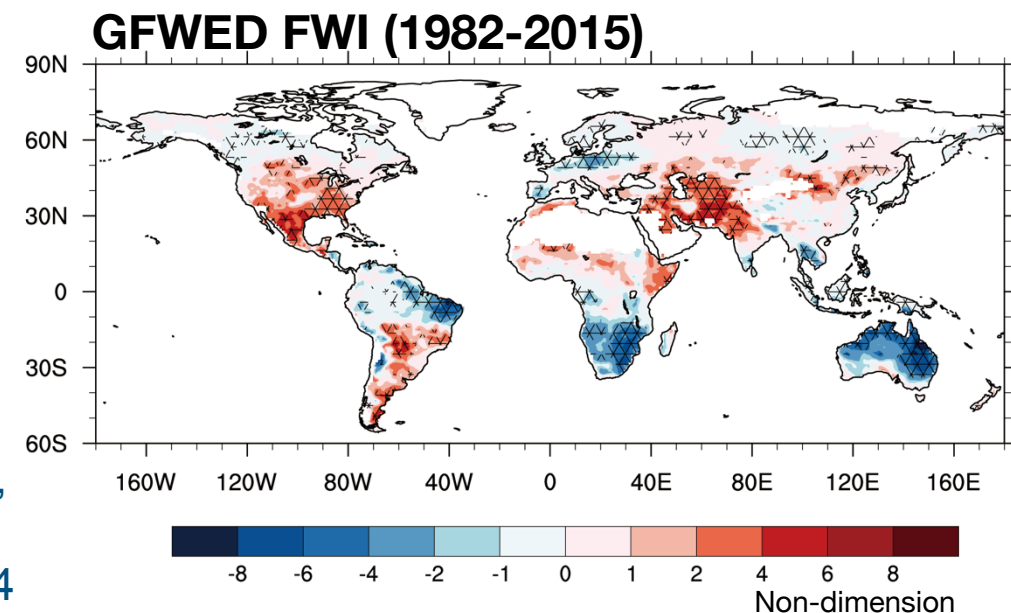 GFWED FWI (1982-2015)
90N
60N
30N
0
30S
60S
160W 120W 80W 40W 0 40E 80E 120E 160E
,
4
-8 -6 -4 -2 -1 0 1 2 4 6 8
Non-dimension